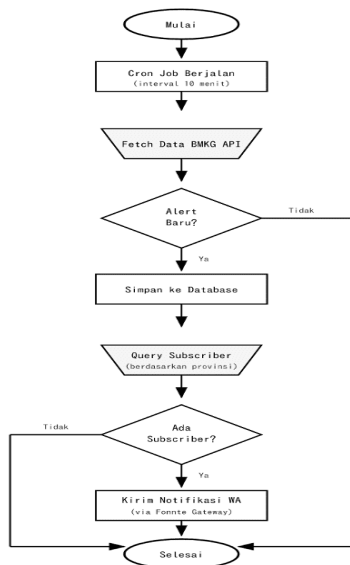 Mulai
Cron Job Berjalan
(interval 10 menit)
Fetch Data BMKG API
Alert
Baru?
Tidak
Ya
Simpan ke Database
Query Subscriber
(berdasarkan provinsi)
Tidak
Ada
Subscriber?
Ya
Kirim Notifikasi WA
(via Fonnte Gateway)
Selesai